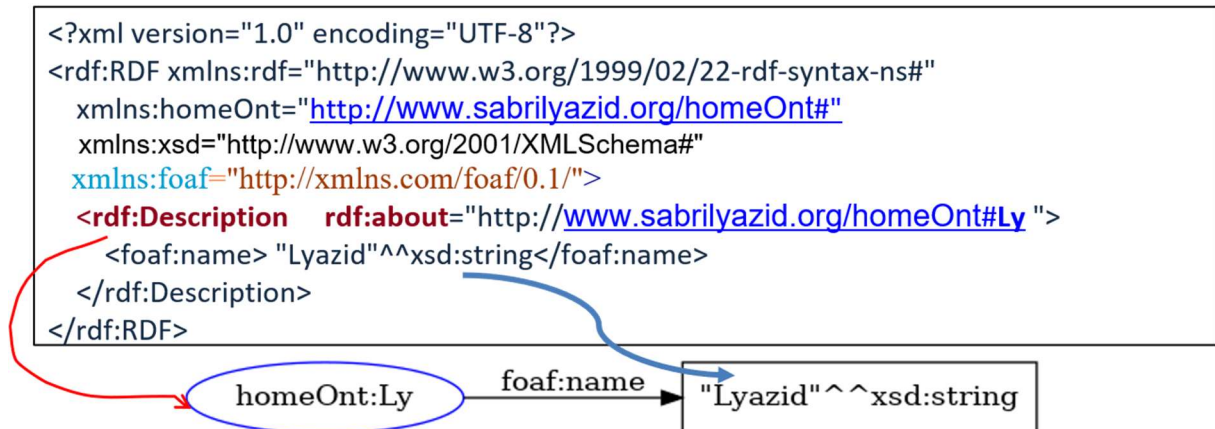 <?xml version="1.0" encoding="UTF-8"?>
<rdf:RDF xmlns:rdf="http://www.w3.org/1999/02/22-rdf-syntax-ns#"
xmlns:homeOnt="http://www.sabrilyazid.org/homeOnt#"
xmlns:xsd="http://www.w3.org/2001/XMLSchema#"
xmlns:foaf="http://xmlns.com/foaf/0.1/">
<rdf:Description rdf:about="http://www.sabrilyazid.org/homeOnt#Ly ">
<foaf:name> "Lyazid"^^xsd:string</foaf:name>
</rdf:Description>
</rdf:RDF>
homeOnt:Ly foaf:name "Lyazid"^^xsd:string